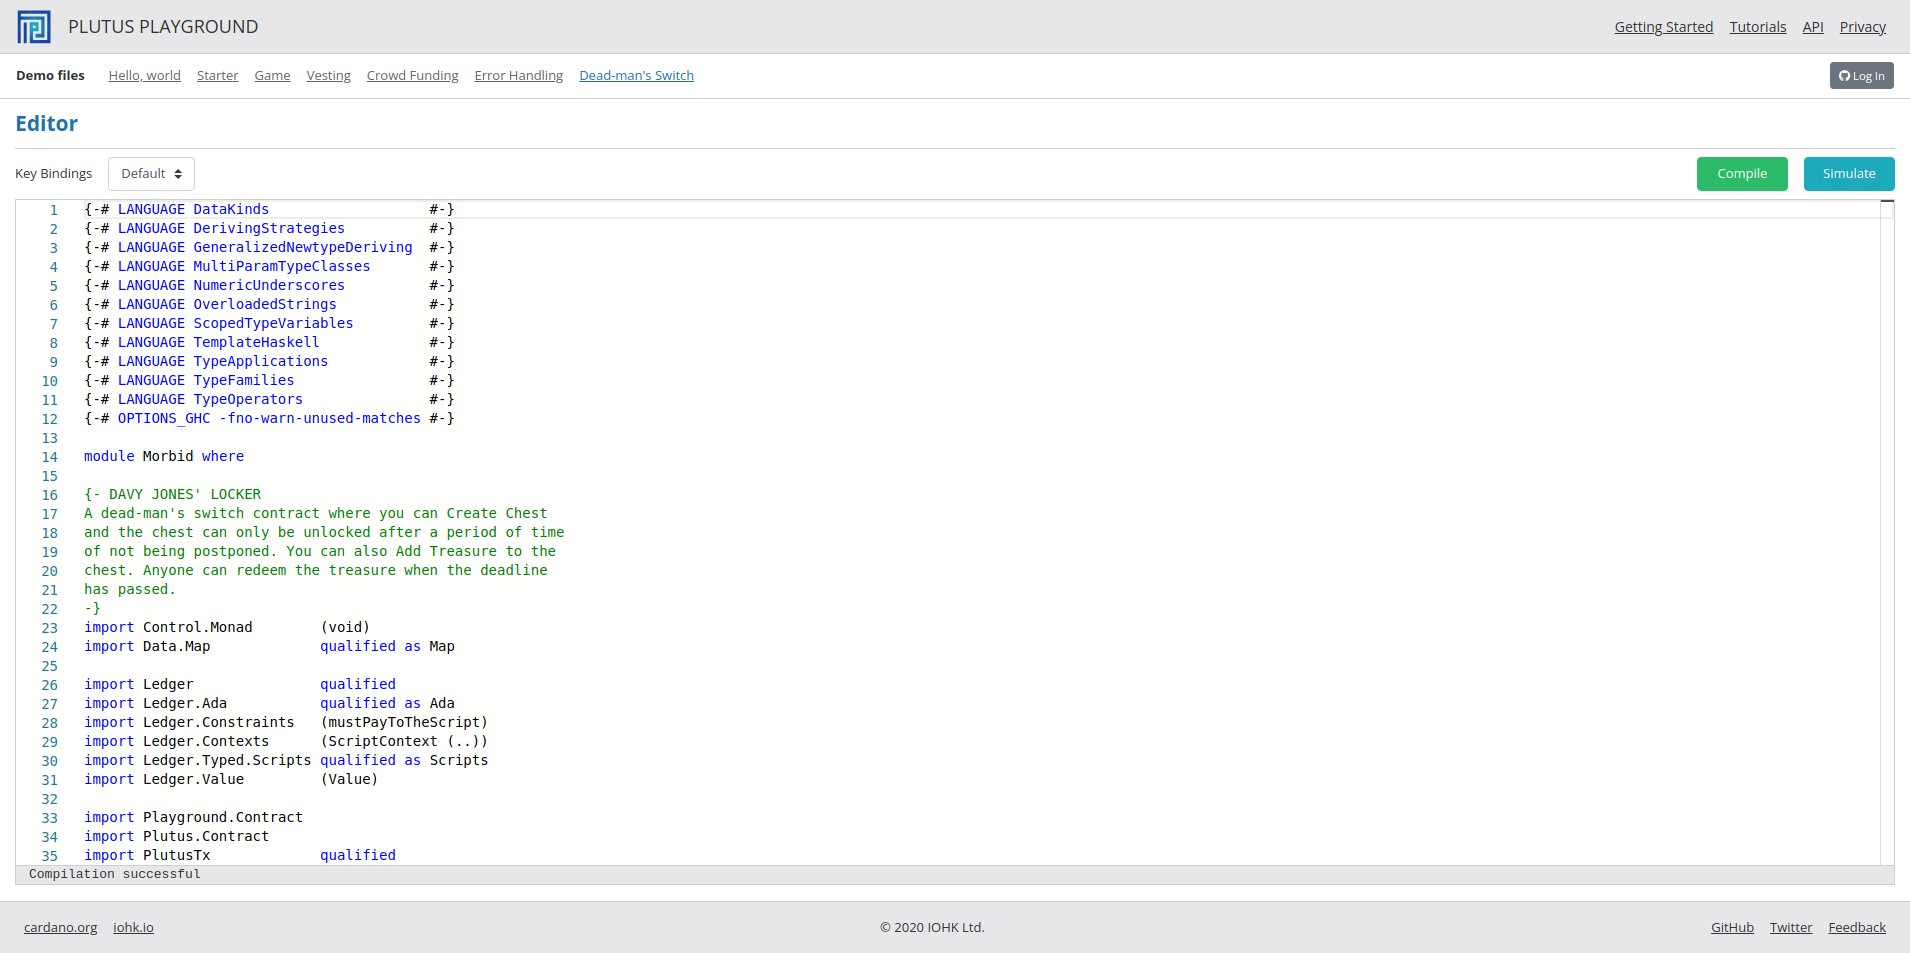 PLUTUS PLAYGROUND
Getting Started Tutorials API Privacy
Demo files Hello, world Starter Game Vesting Crowd Funding Error Handling Dead-man's Switch Log In
Editor
Key Bindings Default Compile Simulate
1 {-# LANGUAGE DataKinds #-}
2 {-# LANGUAGE DerivingStrategies #-}
3 {-# LANGUAGE GeneralizedNewtypeDeriving #-}
4 {-# LANGUAGE MultiParamTypeClasses #-}
5 {-# LANGUAGE NumericUnderscores #-}
6 {-# LANGUAGE OverloadedStrings #-}
7 {-# LANGUAGE ScopedTypeVariables #-}
8 {-# LANGUAGE TemplateHaskell #-}
9 {-# LANGUAGE TypeApplications #-}
10 {-# LANGUAGE TypeFamilies #-}
11 {-# LANGUAGE TypeOperators #-}
12 {-# OPTIONS_GHC -fno-warn-unused-matches #-}
13
14 module Morbid where
15
16 {- DAVY JONES' LOCKER
17 A dead-man's switch contract where you can Create Chest
18 and the chest can only be unlocked after a period of time
19 of not being postponed. You can also Add Treasure to the
20 chest. Anyone can redeem the treasure when the deadline
21 has passed.
22 -}
23 import Control.Monad (void)
24 import Data.Map qualified as Map
25
26 import Ledger qualified
27 import Ledger.Ada qualified as Ada
28 import Ledger.Constraints (mustPayToTheScript)
29 import Ledger.Contexts (ScriptContext (..))
30 import Ledger.Typed.Scripts qualified as Scripts
31 import Ledger.Value (Value)
32
33 import Playground.Contract
34 import Plutus.Contract
35 import PlutusTx qualified
Compilation successful
cardano.org iohk.io © 2020 IOHK Ltd. GitHub Twitter Feedback